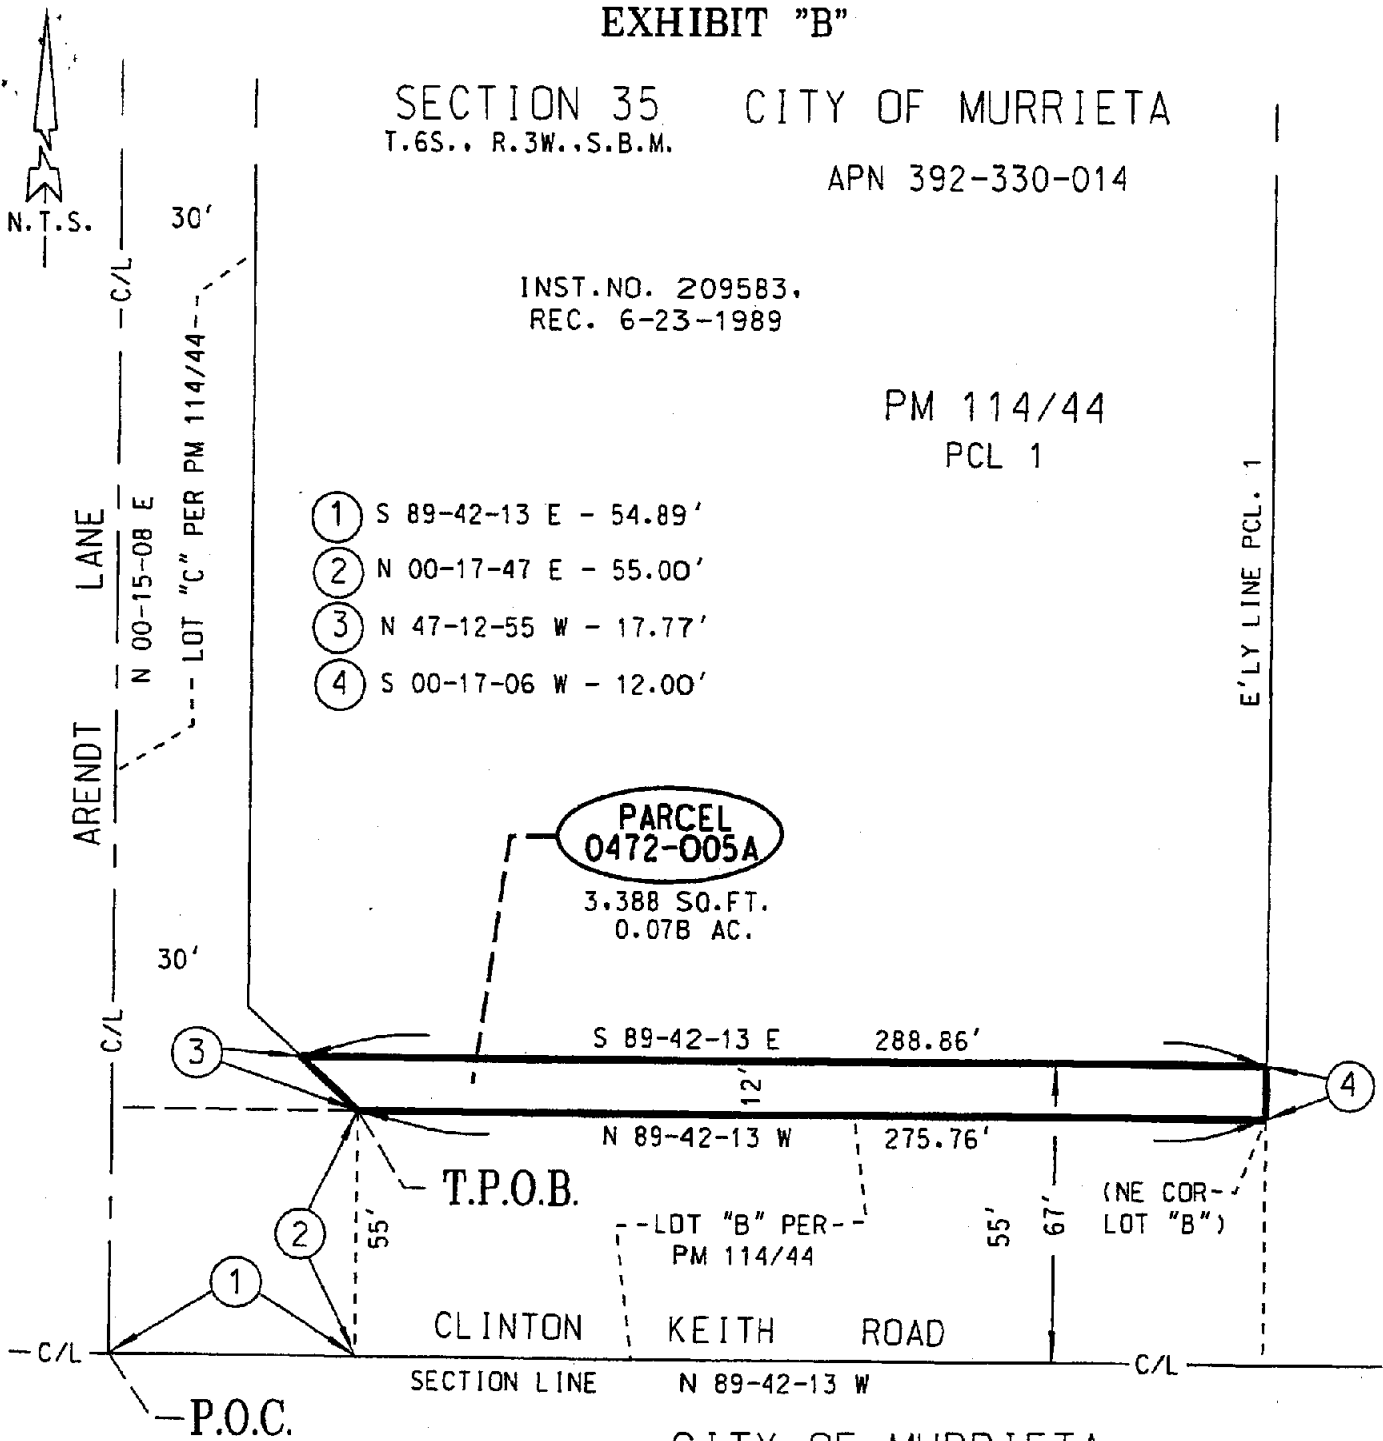 EXHIBIT "B"
SECTION 35 CITY OF MURRIETA
T.6S., R.3W.,S.B.M.
APN 392-330-014
N.T.S.
30'
C/L
INST.NO. 209583,
REC. 6-23-1989
PM 114/44
PCL 1
LOT "C" PER PM 114/44
ARENDT LANE
N 00-15-08 E
E'LY LINE PCL. 1
1 S 89-42-13 E - 54.89'
2 N 00-17-47 E - 55.00'
3 N 47-12-55 W - 17.77'
4 S 00-17-06 W - 12.00'
PARCEL
0472-005A
3,388 SQ.FT.
0.078 AC.
30'
C/L
3
S 89-42-13 E 288.86'
12'
4
N 89-42-13 W 275.76'
T.P.O.B.
2
55'
LOT "B" PER
PM 114/44
55'
67'
(NE COR
LOT "B")
1
CLINTON KEITH ROAD
C/L
C/L
SECTION LINE N 89-42-13 W
P.O.C.
CITY OF MURRIETA